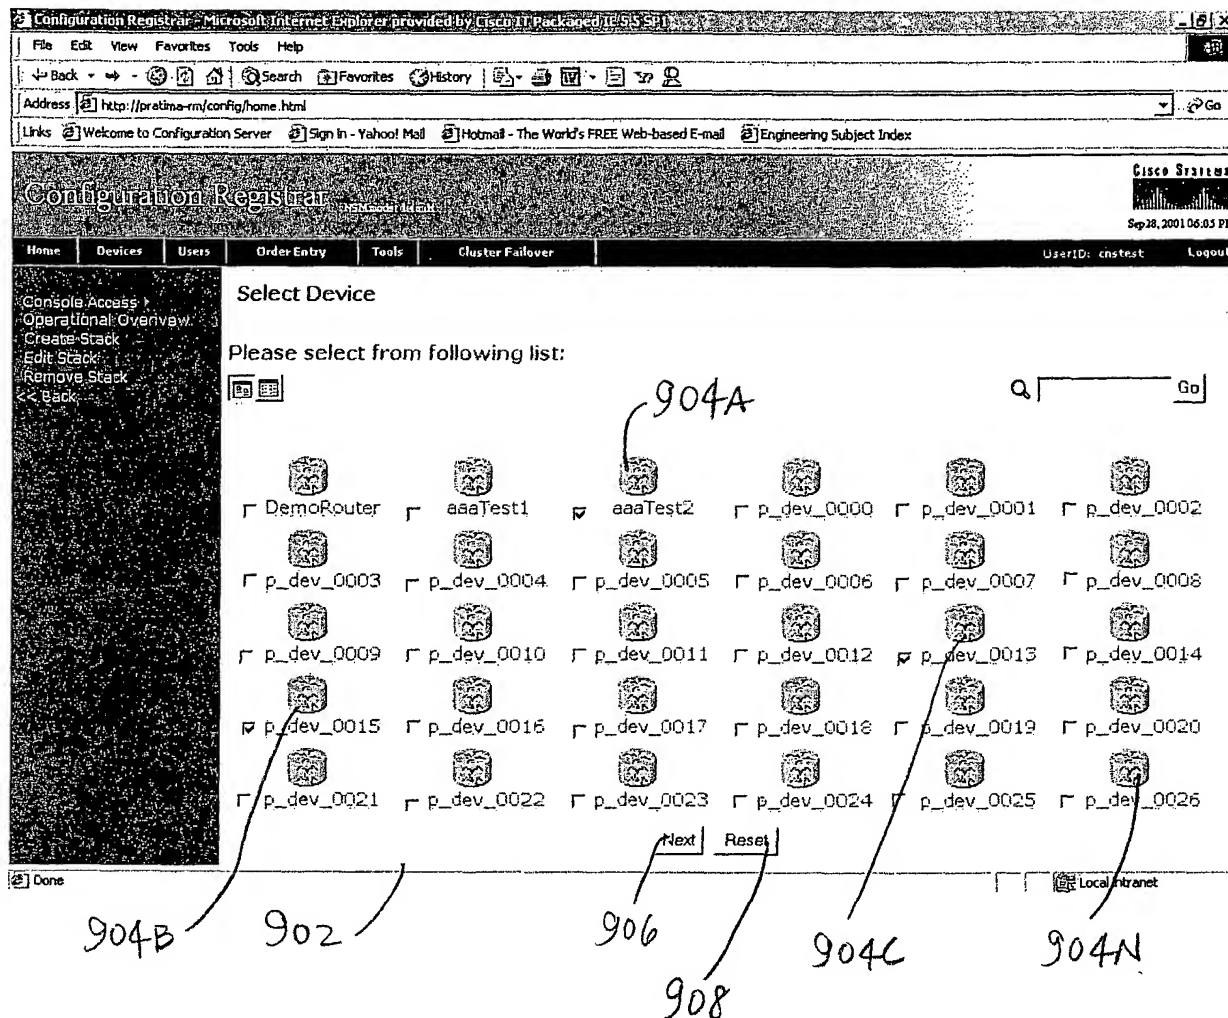 Configuration Registrar - Microsoft Internet Explorer provided by Cisco IT Packaged IE 5.5 SP1
File Edit View Favorites Tools Help
Back Search Favorites History
Address http://pratima-rm/config/home.html Go
Links Welcome to Configuration Server Sign In - Yahoo! Mail Hotmail - The World's FREE Web-based E-mail Engineering Subject Index
Configuration Registrar
CISCO SYSTEMS
Sep 28, 2001 06:05 P
Home Devices Users Order Entry Tools Cluster Failover UserID: cnstest Logout
Console Access
Operational Overivew
Create Stack
Edit Stack
Remove Stack
<< Back
Select Device
Please select from following list:
904A
Go
DemoRouter aaaTest1 aaaTest2 p_dev_0000 p_dev_0001 p_dev_0002
p_dev_0003 p_dev_0004 p_dev_0005 p_dev_0006 p_dev_0007 p_dev_0008
p_dev_0009 p_dev_0010 p_dev_0011 p_dev_0012 p_dev_0013 p_dev_0014
p_dev_0015 p_dev_0016 p_dev_0017 p_dev_0018 p_dev_0019 p_dev_0020
p_dev_0021 p_dev_0022 p_dev_0023 p_dev_0024 p_dev_0025 p_dev_0026
Next Reset
Done Local intranet
904B 902 906 904C 904N
908